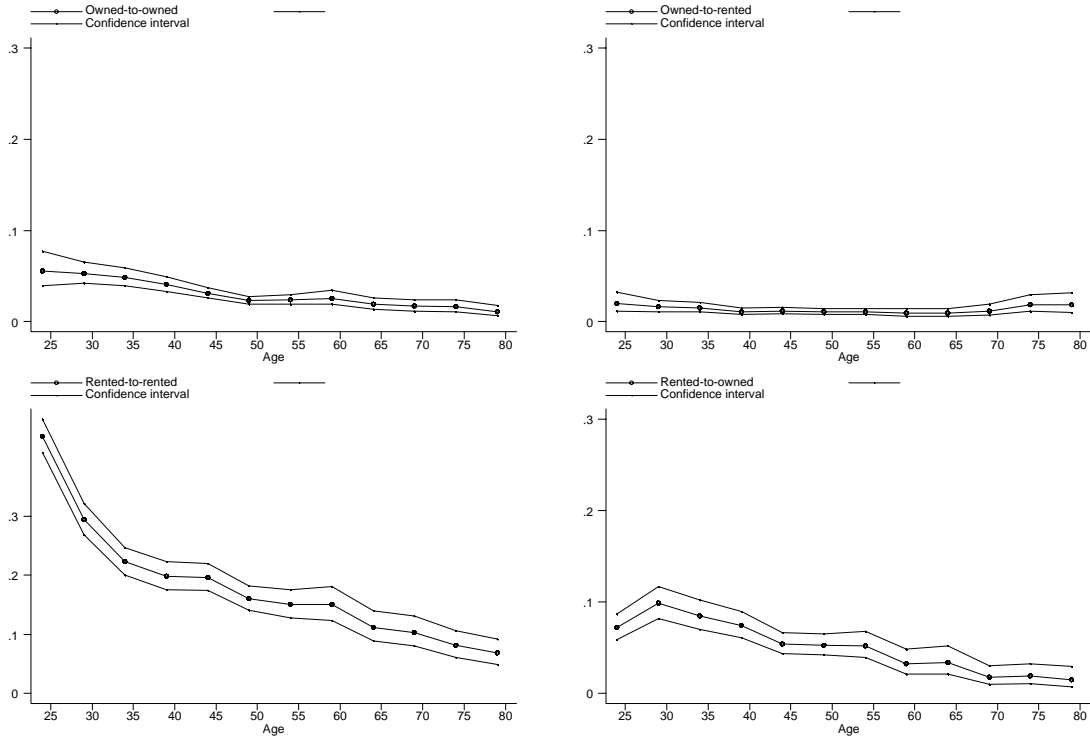 Owned-to-owned
Confidence interval
.3
.2
.1
0
25 30 35 40 45 50 55 60 65 70 75 80
Age
Owned-to-rented
Confidence interval
.3
.2
.1
0
25 30 35 40 45 50 55 60 65 70 75 80
Age
Rented-to-rented
Confidence interval
.3
.2
.1
0
25 30 35 40 45 50 55 60 65 70 75 80
Age
Rented-to-owned
Confidence interval
.3
.2
.1
0
25 30 35 40 45 50 55 60 65 70 75 80
Age